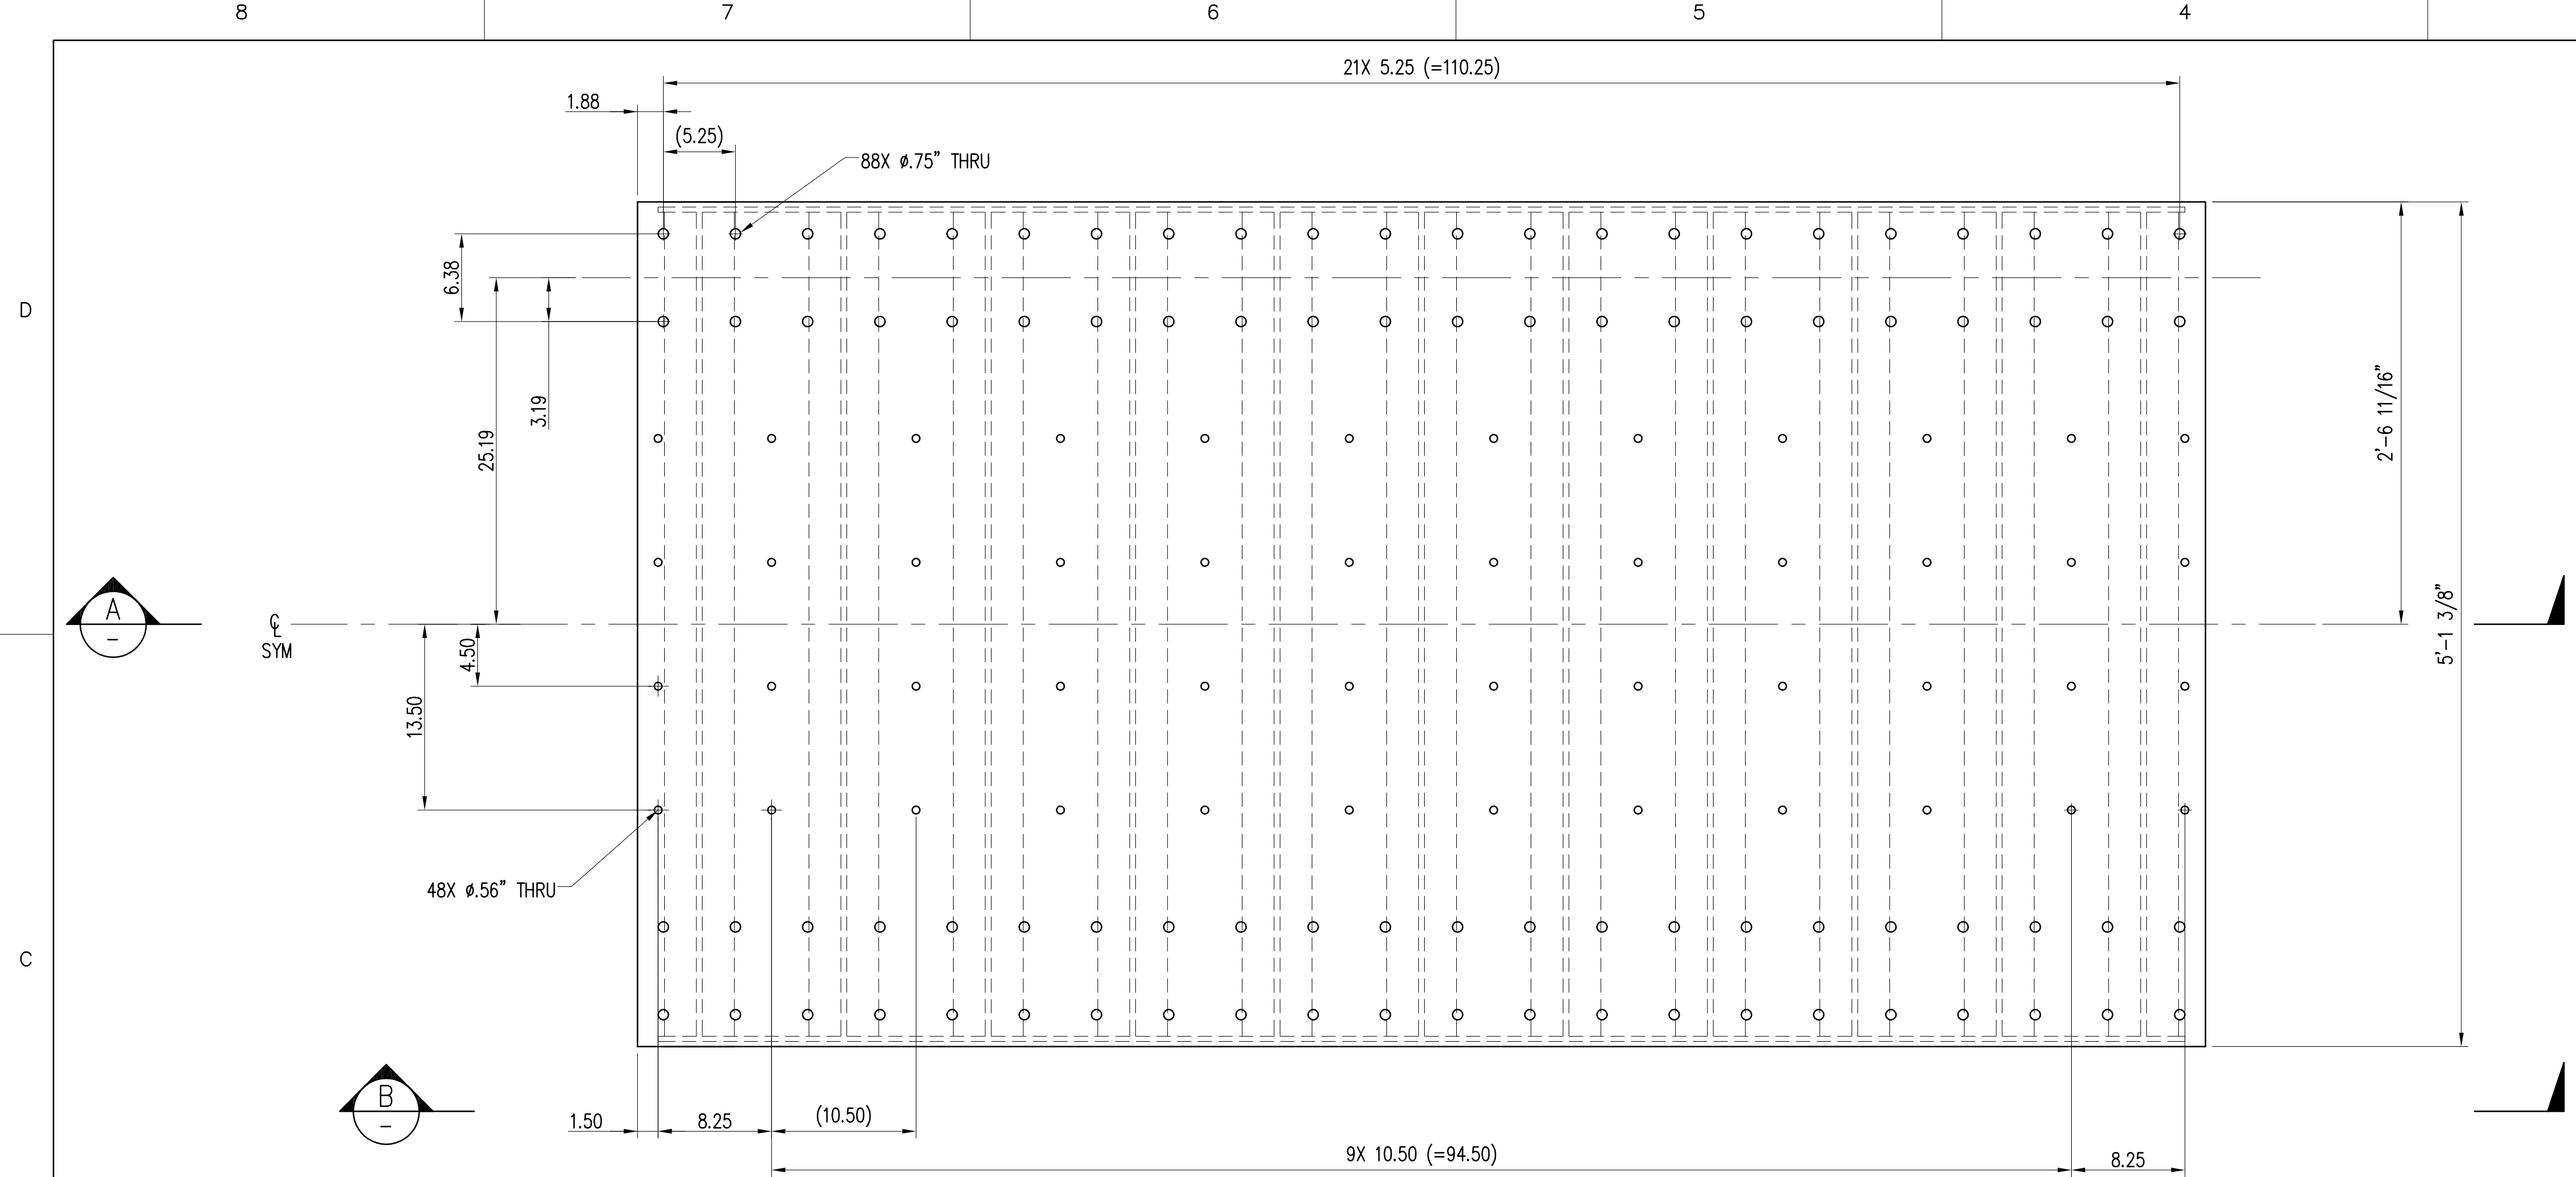 8
7
6
5
4
21X 5.25 (=110.25)
1.88
(5.25)
88X ø.75" THRU
6.38
D
3.19
25.19
2'-6 11/16"
5'-1 3/8"
A
-
℄
SYM
4.50
13.50
48X ø.56" THRU
C
B
-
1.50
8.25
(10.50)
9X 10.50 (=94.50)
8.25